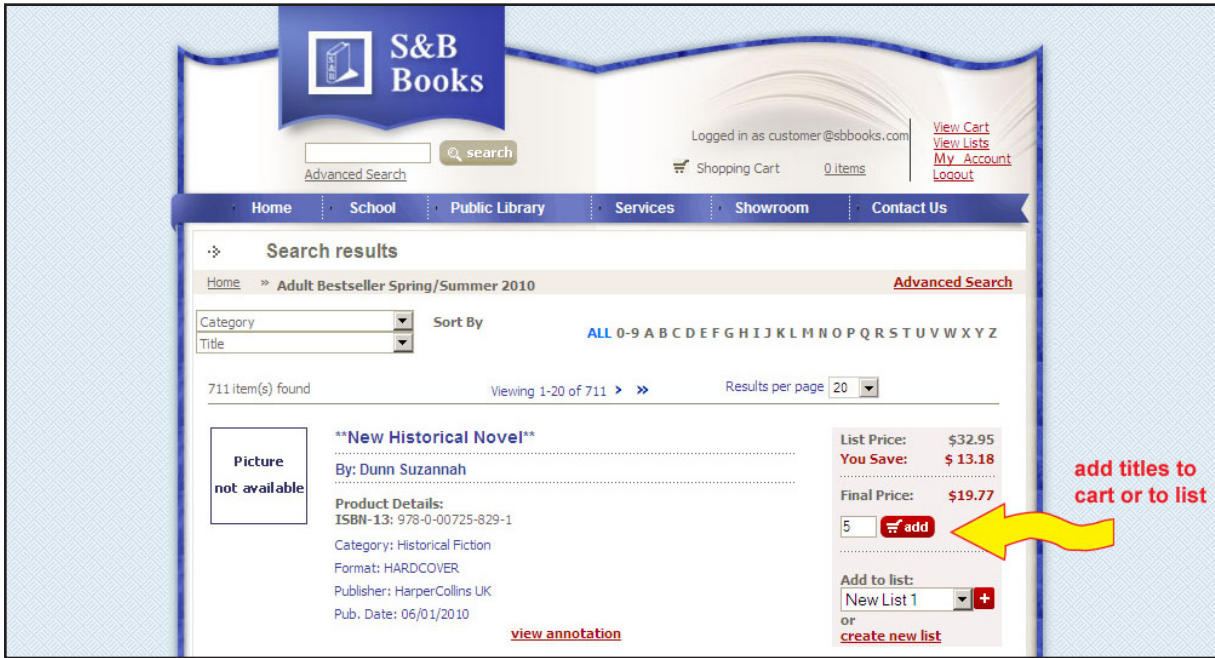 S&B
Books
Logged in as customer@sbbooks.com
View Cart
View Lists
My Account
Logout
search
Advanced Search
Shopping Cart 0 items
Home School Public Library Services Showroom Contact Us
Search results
Home » Adult Bestseller Spring/Summer 2010 Advanced Search
Category Sort By
Title
ALL 0-9 A B C D E F G H I J K L M N O P Q R S T U V W X Y Z
711 item(s) found Viewing 1-20 of 711 > » Results per page 20
Picture
not available
**New Historical Novel**
By: Dunn Suzannah
Product Details:
ISBN-13: 978-0-00725-829-1
Category: Historical Fiction
Format: HARDCOVER
Publisher: HarperCollins UK
Pub. Date: 06/01/2010
view annotation
List Price: $32.95
You Save: $ 13.18
Final Price: $19.77
5 add
Add to list:
New List 1 +
or
create new list
add titles to
cart or to list